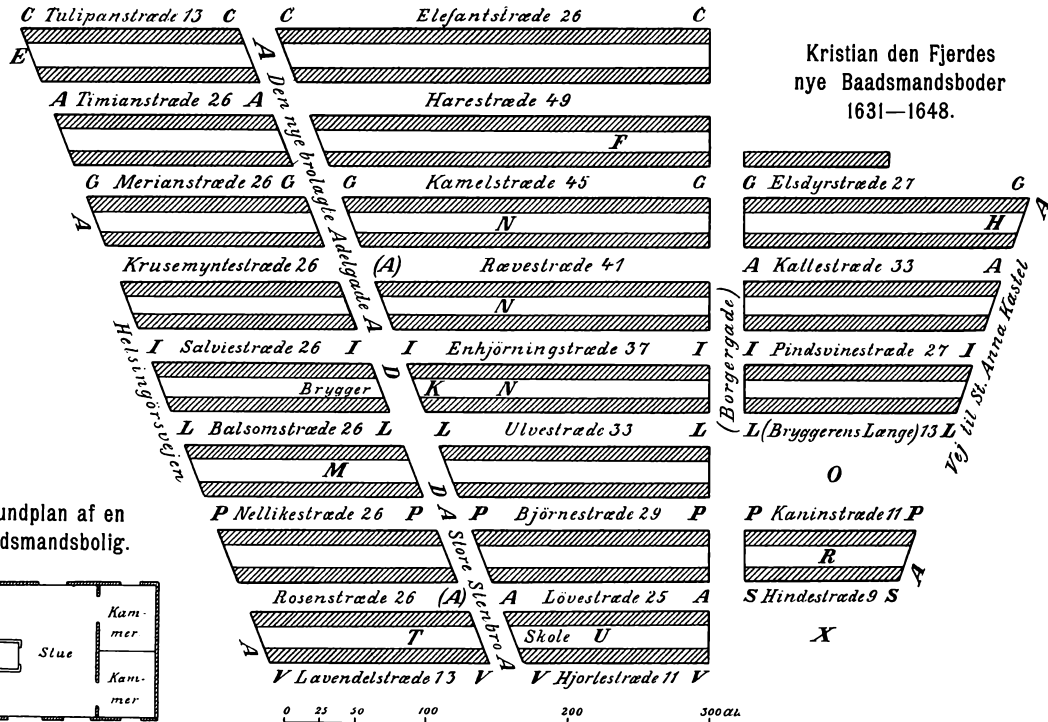 C Tulipanstræde 13 C C Elefantstræde 26 C
Kristian den Fjerdes
nye Baadsmandsboder
1631—1648.
E A
Den nye brolagte Adelgade A
A Timianstræde 26 A Harestræde 49
F
G Merianstræde 26 G G Kamelstræde 45 G G Elsdyrstræde 27 G
A N H A
Krusemyntestræde 26 (A) Rævestræde 41 A Kattestræde 33 A
N
Helsingörsvejen
(Borgergade)
Vej til St. Anna Kastel
I Salviestræde 26 I I Enhjörningstræde 37 I I Pindsvinestræde 27 I
Brygger D K N
L Balsomstræde 26 L L Ulvestræde 33 L L (Bryggerens Længe) 13 L
M D O
P Nellikestræde 26 P A P Björnestræde 29 P P Kaninstræde 11 P
Store Stenbro A
R A
Rosenstræde 26 (A) A Lövestræde 25 A S Hindestræde 9 S
A T Skole U X
V Lavendelstræde 13 V V Hjortestræde 11 V
undplan af en
dsmandsbolig.
Kam-
mer
Stue
Kam-
mer
0 25 50 100 200 300 al.